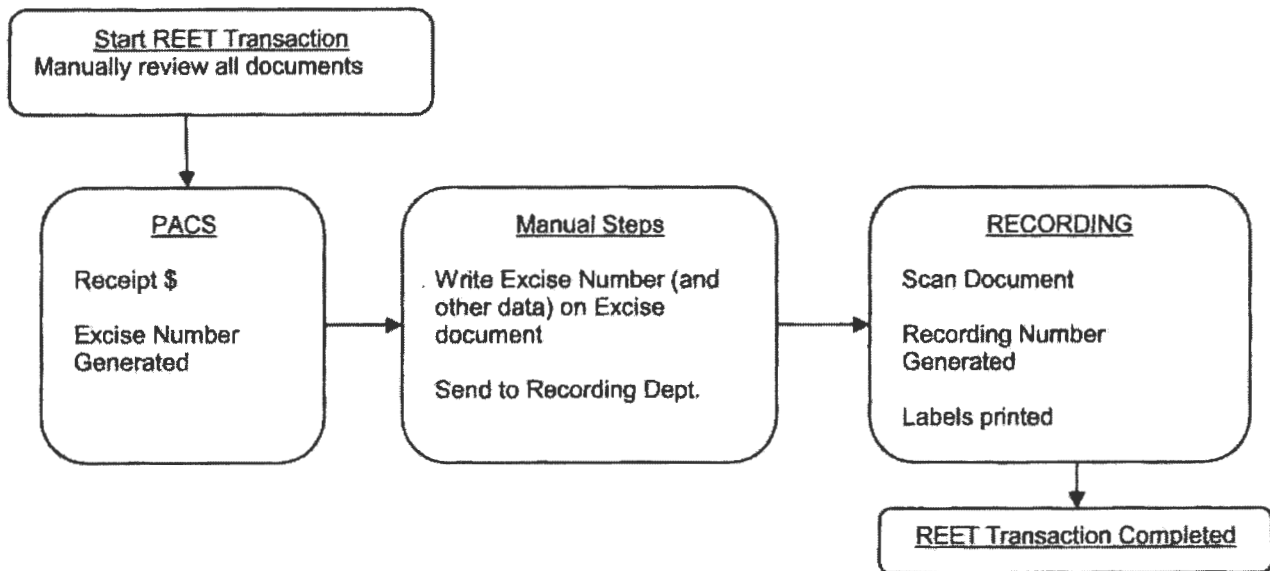 Start REET Transaction
Manually review all documents
PACS
Receipt $
Excise Number
Generated
Manual Steps
Write Excise Number (and
other data) on Excise
document
Send to Recording Dept.
RECORDING
Scan Document
Recording Number
Generated
Labels printed
REET Transaction Completed